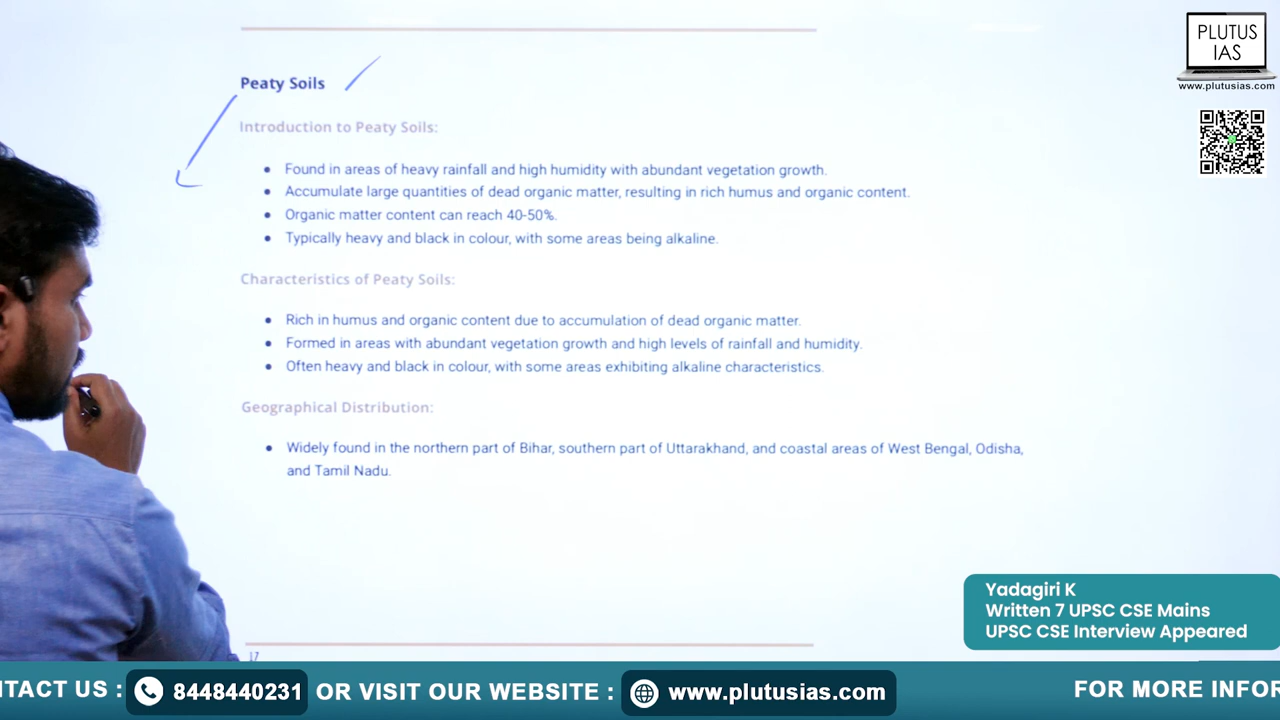 PLUTUS
IAS
www.plutusias.com
Peaty Soils
Introduction to Peaty Soils:
• Found in areas of heavy rainfall and high humidity with abundant vegetation growth.
• Accumulate large quantities of dead organic matter, resulting in rich humus and organic content.
• Organic matter content can reach 40-50%.
• Typically heavy and black in colour, with some areas being alkaline.
Characteristics of Peaty Soils:
• Rich in humus and organic content due to accumulation of dead organic matter.
• Formed in areas with abundant vegetation growth and high levels of rainfall and humidity.
• Often heavy and black in colour, with some areas exhibiting alkaline characteristics.
Geographical Distribution:
• Widely found in the northern part of Bihar, southern part of Uttarakhand, and coastal areas of West Bengal, Odisha,
and Tamil Nadu.
Yadagiri K
Written 7 UPSC CSE Mains
UPSC CSE Interview Appeared
17
NTACT US : 8448440231 OR VISIT OUR WEBSITE : www.plutusias.com FOR MORE INFOR